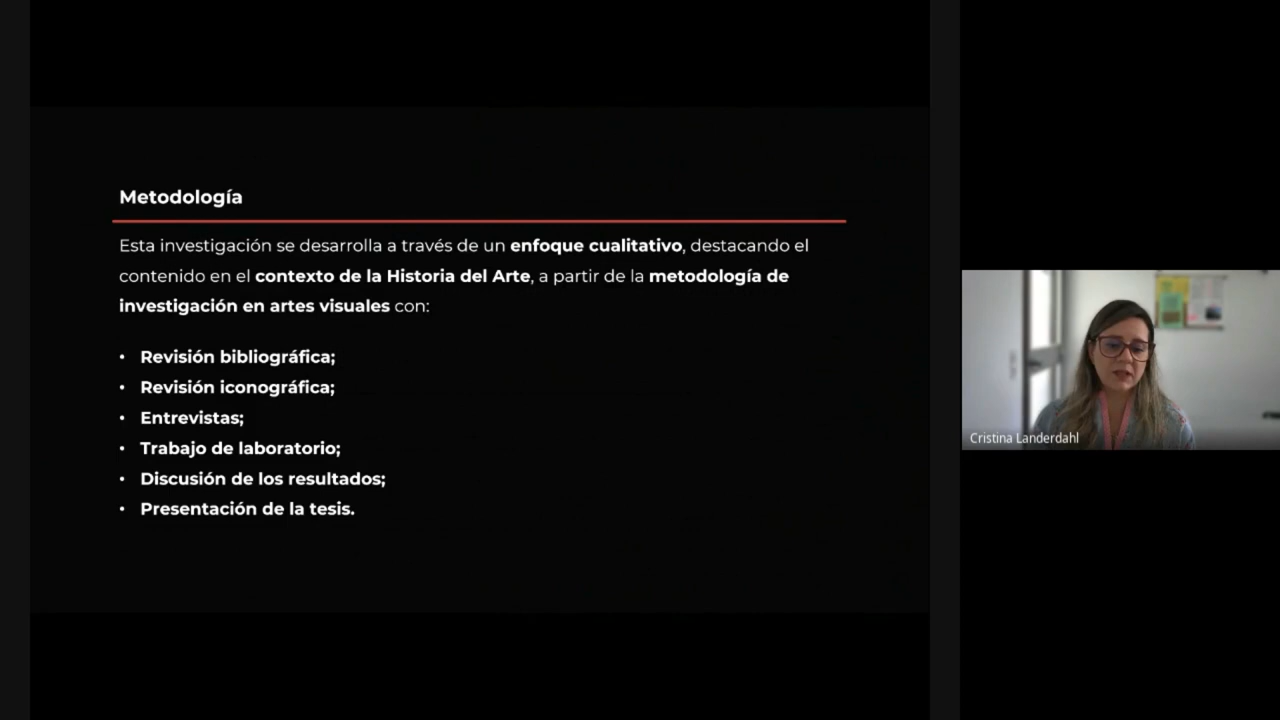 Metodología
Esta investigación se desarrolla a través de un enfoque cualitativo, destacando el
contenido en el contexto de la Historia del Arte, a partir de la metodología de
investigación en artes visuales con:
• Revisión bibliográfica;
• Revisión iconográfica;
• Entrevistas;
• Trabajo de laboratorio;
• Discusión de los resultados;
• Presentación de la tesis.
Cristina Landerdahl